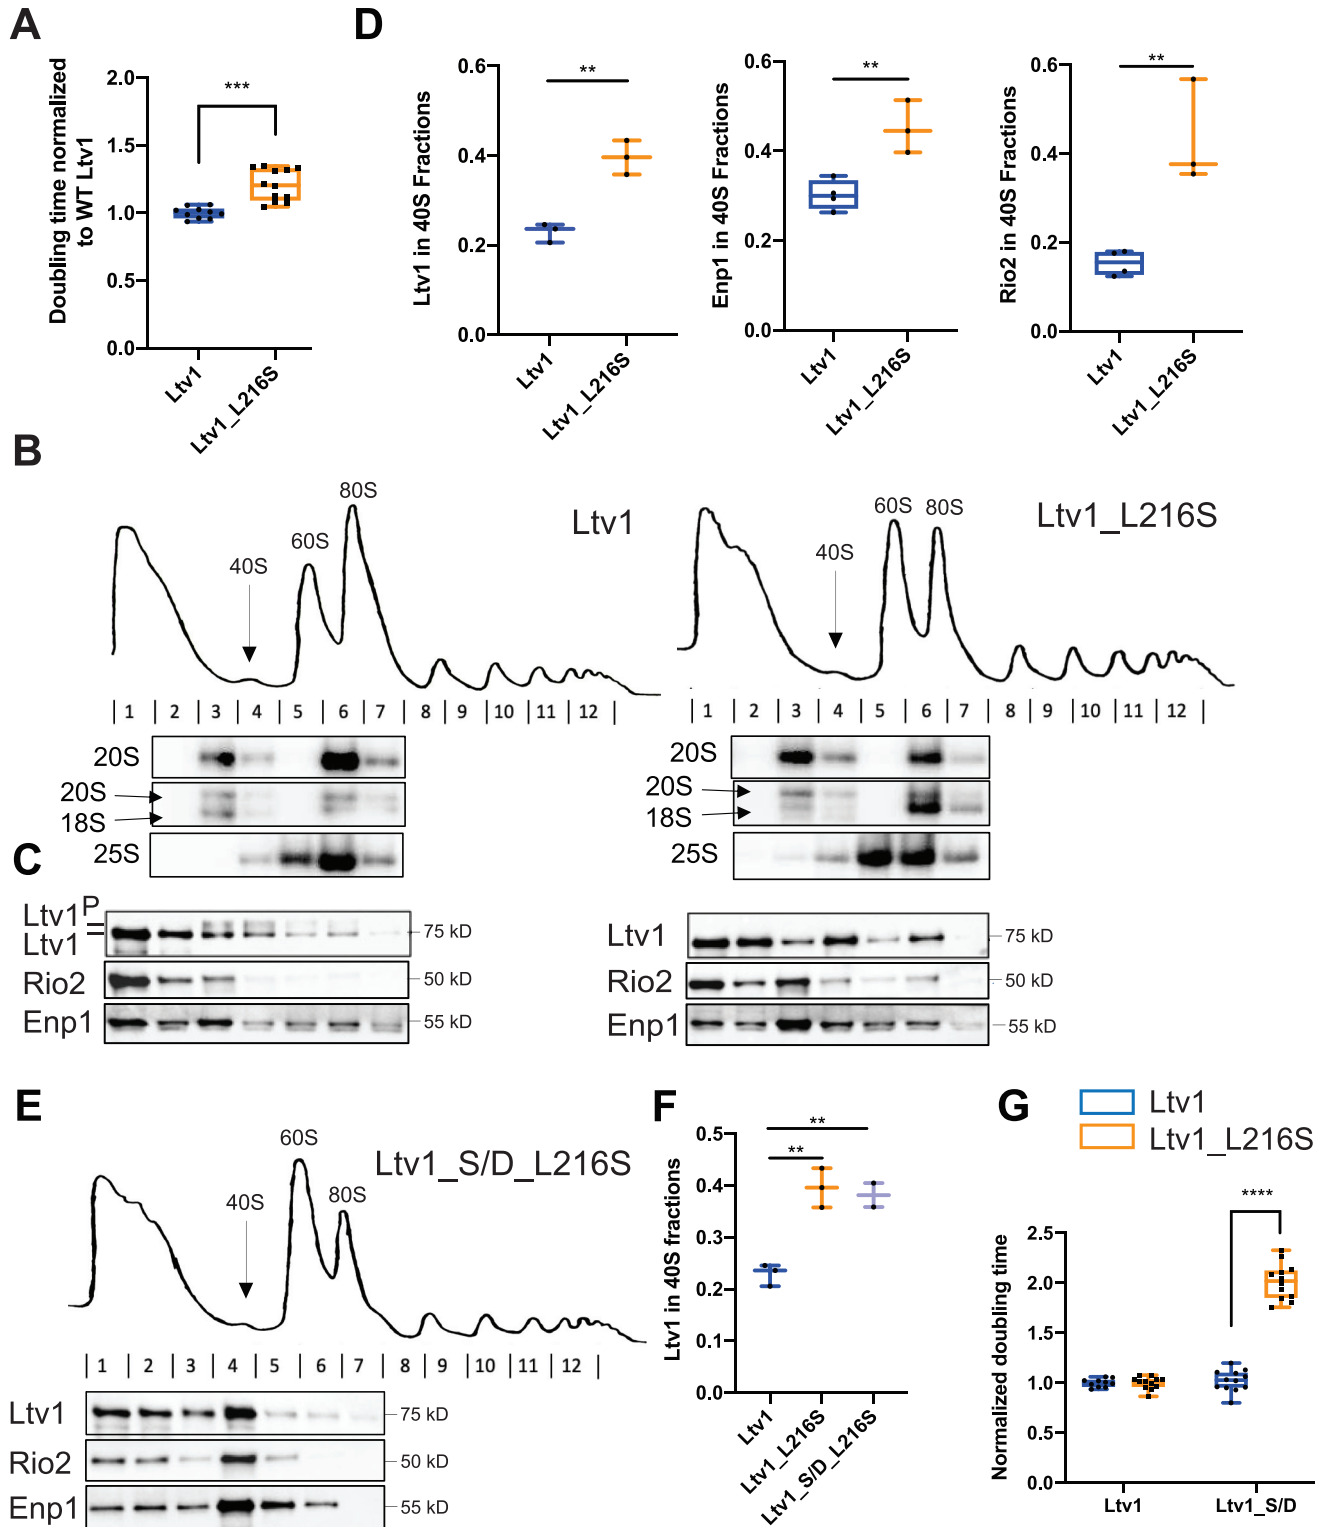 A
Doubling time normalized
to WT Ltv1
2.0
1.5
1.0
0.5
0.0
***
Ltv1
Ltv1_L216S
D
Ltv1 in 40S Fractions
0.6
0.4
0.2
0.0
**
Ltv1
Ltv1_L216S
Enp1 in 40S Fractions
0.6
0.4
0.2
0.0
**
Ltv1
Ltv1_L216S
Rio2 in 40S Fractions
0.6
0.4
0.2
0.0
**
Ltv1
Ltv1_L216S
B
40S
60S
80S
Ltv1
1 2 3 4 5 6 7 8 9 10 11 12
20S
20S
18S
25S
40S
60S
80S
Ltv1_L216S
1 2 3 4 5 6 7 8 9 10 11 12
20S
20S
18S
25S
C
Ltv1P
Ltv1
75 kD
Rio2
50 kD
Enp1
55 kD
Ltv1
75 kD
Rio2
50 kD
Enp1
55 kD
E
40S
60S
80S
Ltv1_S/D_L216S
1 2 3 4 5 6 7 8 9 10 11 12
Ltv1
75 kD
Rio2
50 kD
Enp1
55 kD
F
Ltv1 in 40S fractions
0.5
0.4
0.3
0.2
0.1
0.0
**
**
Ltv1
Ltv1_L216S
Ltv1_S/D_L216S
G
Ltv1
Ltv1_L216S
Normalized doubling time
2.5
2.0
1.5
1.0
0.5
0.0
****
Ltv1
Ltv1_S/D